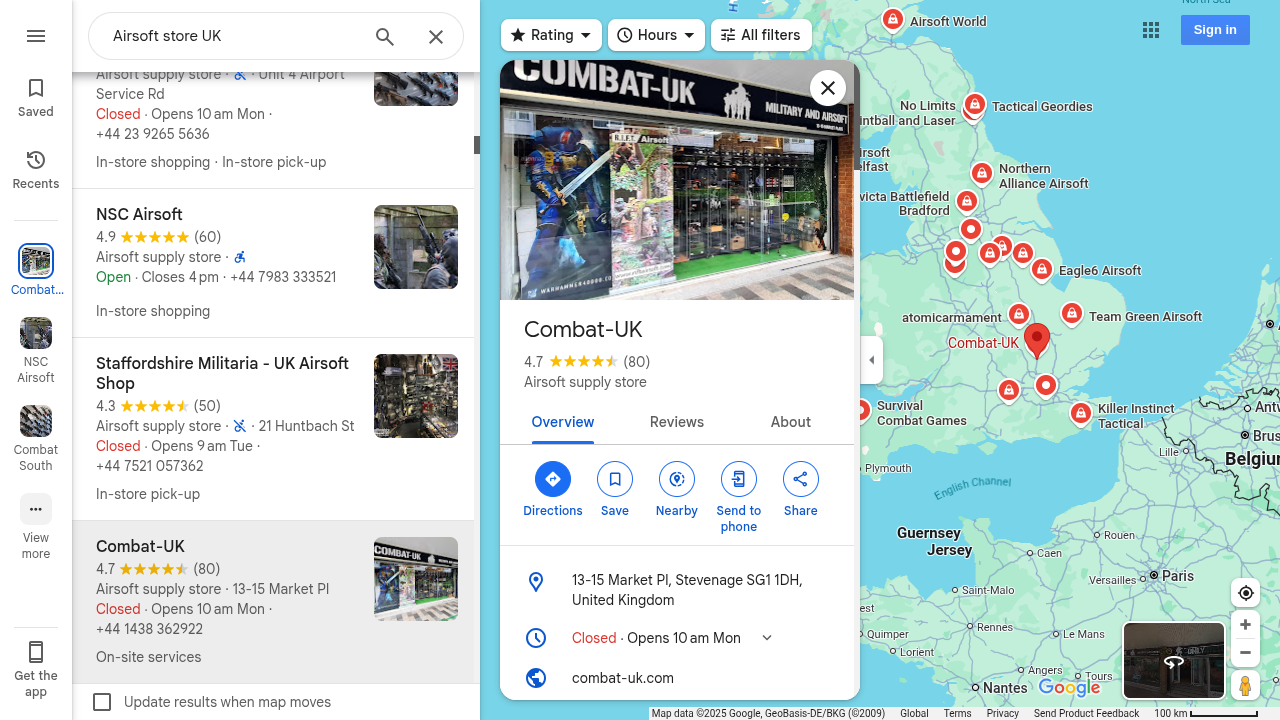 Airsoft store UK
Rating
Hours
All filters
Sign in
Saved
Recents
Combat...
NSC
Airsoft
Combat
South
View
more
Get the
app
Airsoft supply store · · Unit 4 Airport
Service Rd
Closed · Opens 10 am Mon ·
+44 23 9265 5636
In-store shopping · In-store pick-up
NSC Airsoft
4.9 (60)
Airsoft supply store ·
Open · Closes 4 pm · +44 7983 333521
In-store shopping
Staffordshire Militaria - UK Airsoft
Shop
4.3 (50)
Airsoft supply store · · 21 Huntbach St
Closed · Opens 9 am Tue ·
+44 7521 057362
In-store pick-up
Combat-UK
4.7 (80)
Airsoft supply store · 13-15 Market Pl
Closed · Opens 10 am Mon ·
+44 1438 362922
On-site services
Update results when map moves
COMBAT-UK
MILITARY AND AIRSOFT
Combat-UK
4.7 (80)
Airsoft supply store
Overview
Reviews
About
Directions
Save
Nearby
Send to
phone
Share
13-15 Market Pl, Stevenage SG1 1DH,
United Kingdom
Closed · Opens 10 am Mon
combat-uk.com
Airsoft World
No Limits
intball and Laser
Tactical Geordies
irsoft
elfast
Northern
Alliance Airsoft
victa Battlefield
Bradford
Eagle6 Airsoft
atomicarmament
Team Green Airsoft
Combat-UK
Survival
Combat Games
Killer Instinct
Tactical
Plymouth
English Channel
Lille
Antw
Brus
Belgium
Guernsey
Jersey
Caen
Rouen
Versailles
Paris
Saint-Malo
est
Quimper
Rennes
Le Mans
Lorient
Angers
Tours
Nantes
Google
Map data ©2025 Google, GeoBasis-DE/BKG (©2009)
Global
Terms
Privacy
Send Product Feedback
100 km